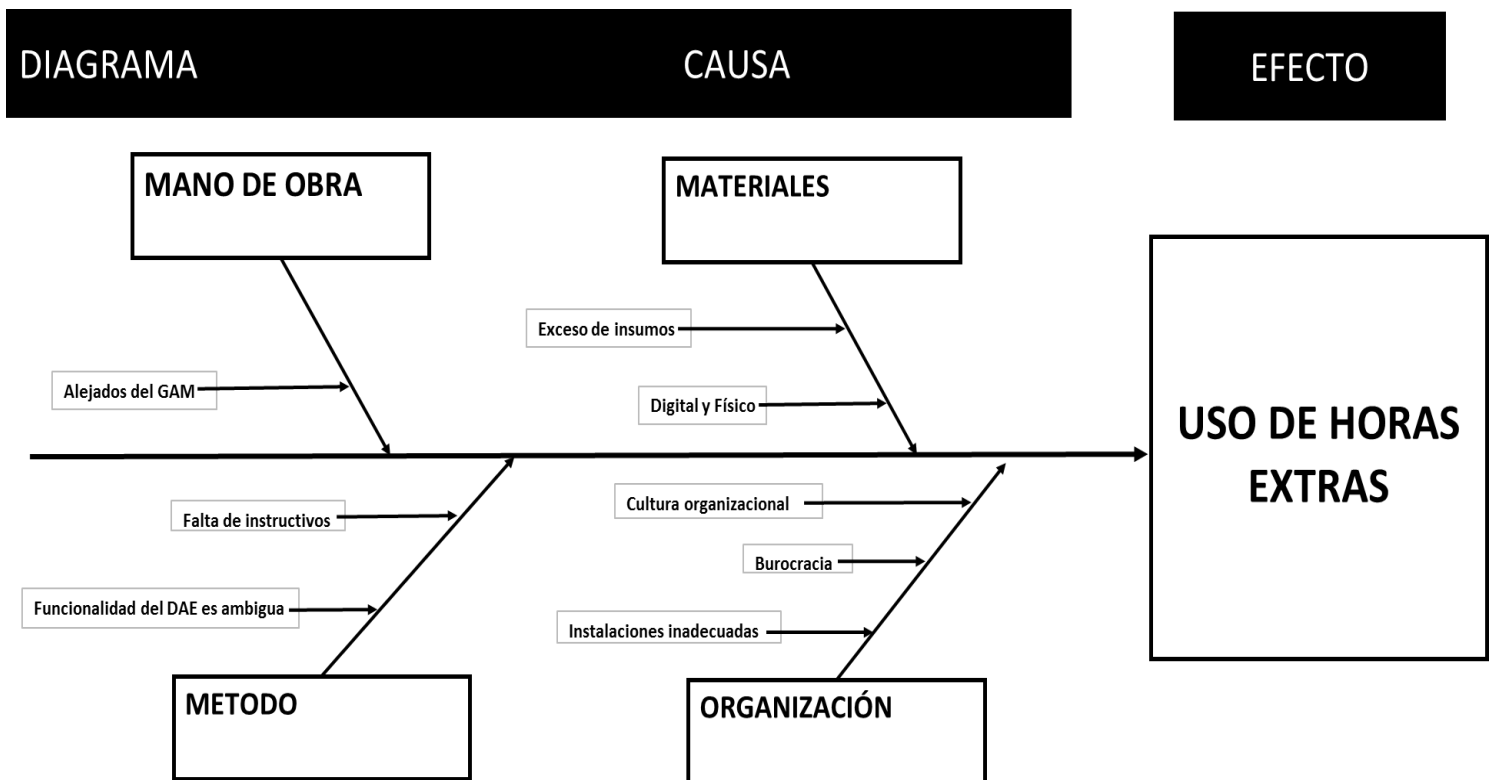 DIAGRAMA
CAUSA
EFECTO
MANO DE OBRA
MATERIALES
Exceso de insumos
Alejados del GAM
Digital y Físico
USO DE HORAS
EXTRAS
Cultura organizacional
Falta de instructivos
Burocracia
Funcionalidad del DAE es ambigua
Instalaciones inadecuadas
METODO
ORGANIZACIÓN